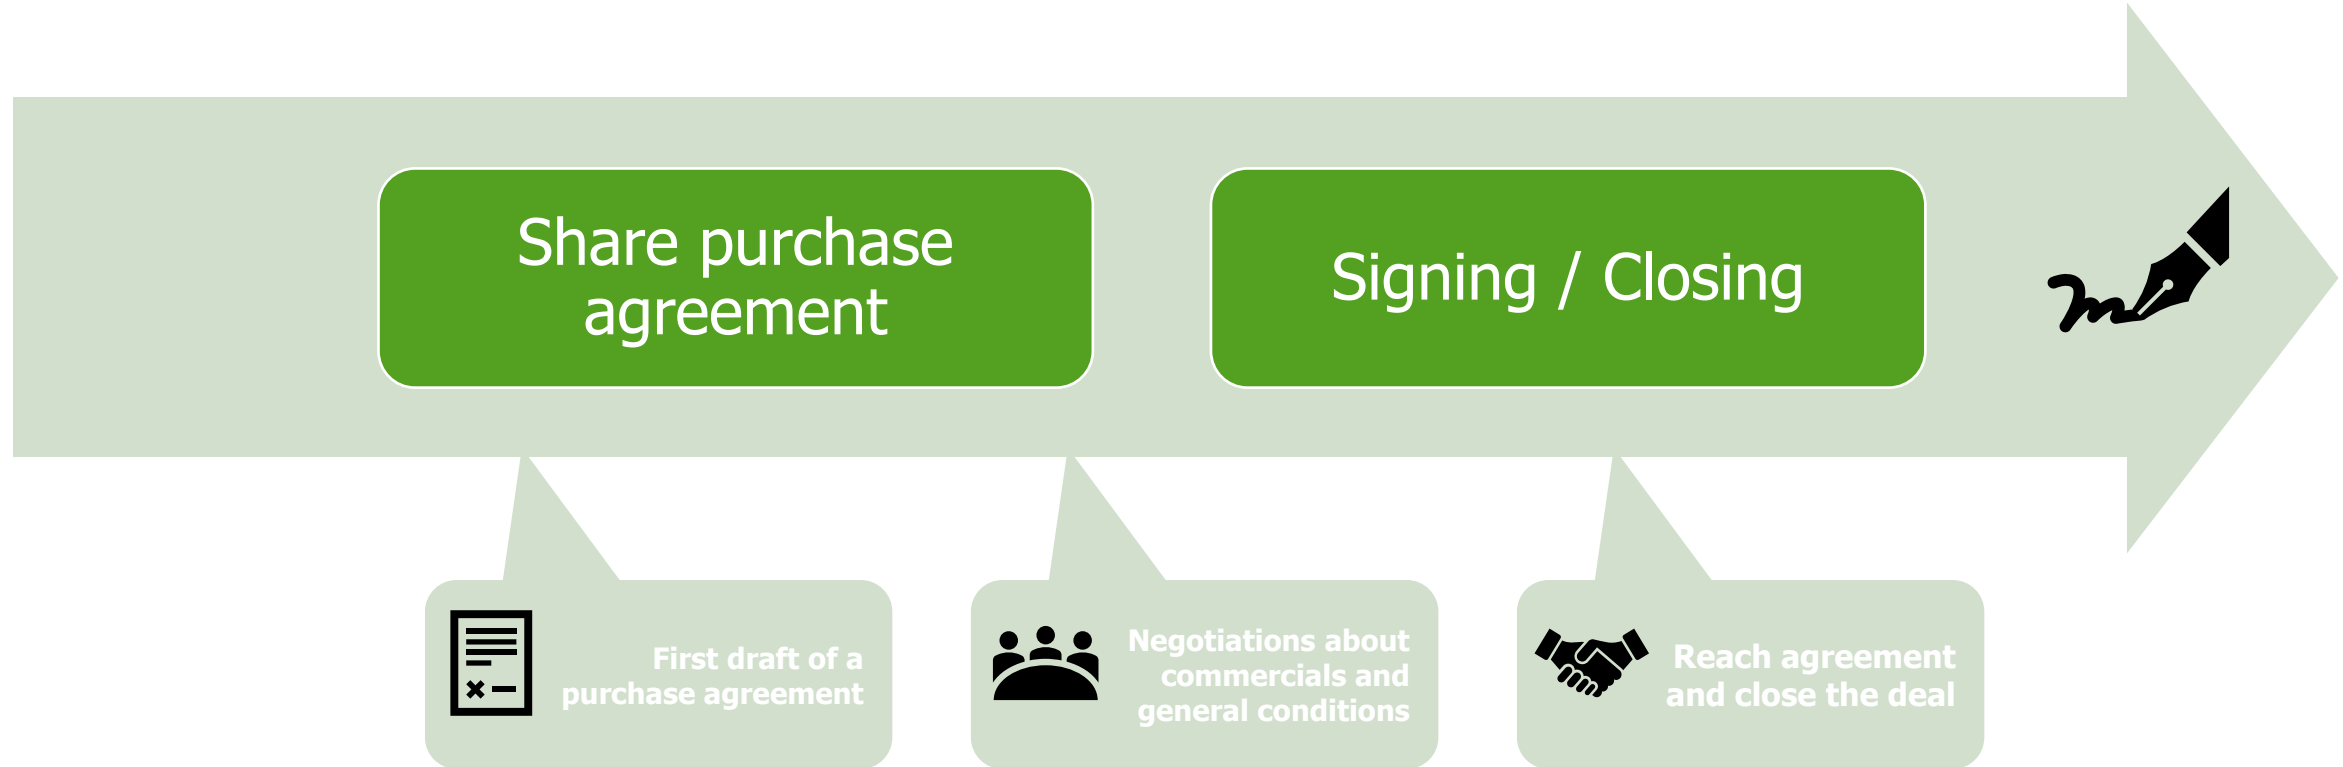 Share purchase
agreement
Signing / Closing
First draft of a
purchase agreement
Negotiations about
commercials and
general conditions
Reach agreement
and close the deal